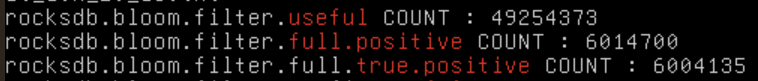 rocksdb.bloom.filter.useful COUNT : 49254373
rocksdb.bloom.filter.full.positive COUNT : 6014700
rocksdb.bloom.filter.full.true.positive COUNT : 6004135